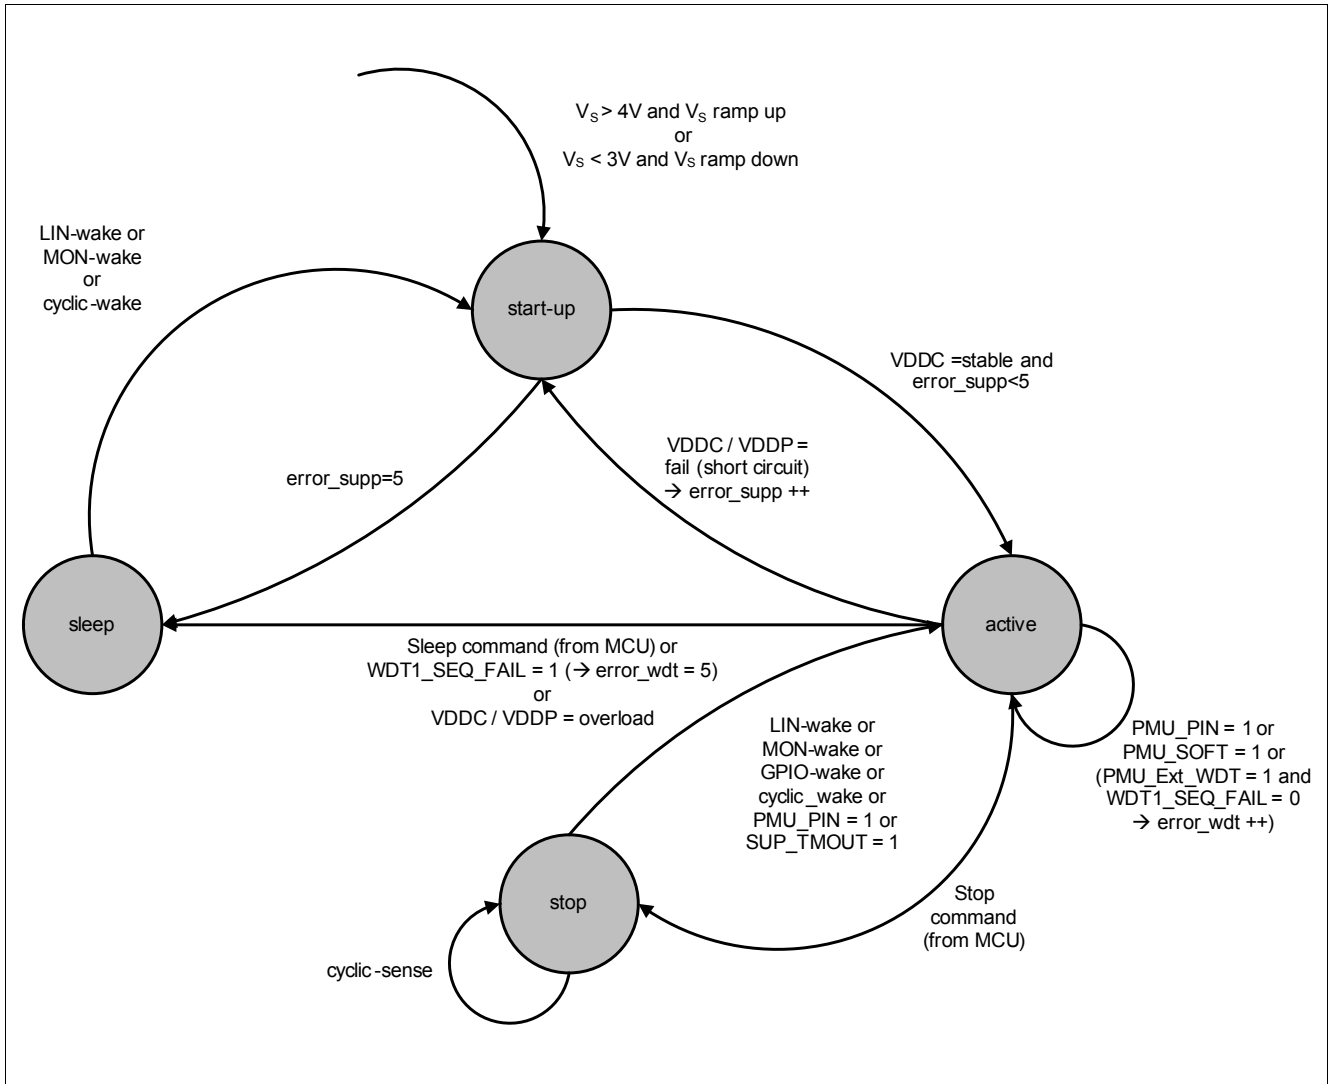 V_S > 4V and V_S ramp up
or
V_S < 3V and V_S ramp down
LIN-wake or
MON-wake
or
cyclic-wake
start-up
VDDC =stable and
error_supp<5
VDDC / VDDP =
fail (short circuit)
→ error_supp ++
error_supp=5
sleep
active
Sleep command (from MCU) or
WDT1_SEQ_FAIL = 1 (→ error_wdt = 5)
or
VDDC / VDDP = overload
LIN-wake or
MON-wake or
GPIO-wake or
cyclic_wake or
PMU_PIN = 1 or
SUP_TMOUT = 1
PMU_PIN = 1 or
PMU_SOFT = 1 or
(PMU_Ext_WDT = 1 and
WDT1_SEQ_FAIL = 0
→ error_wdt ++)
stop
Stop
command
(from MCU)
cyclic-sense